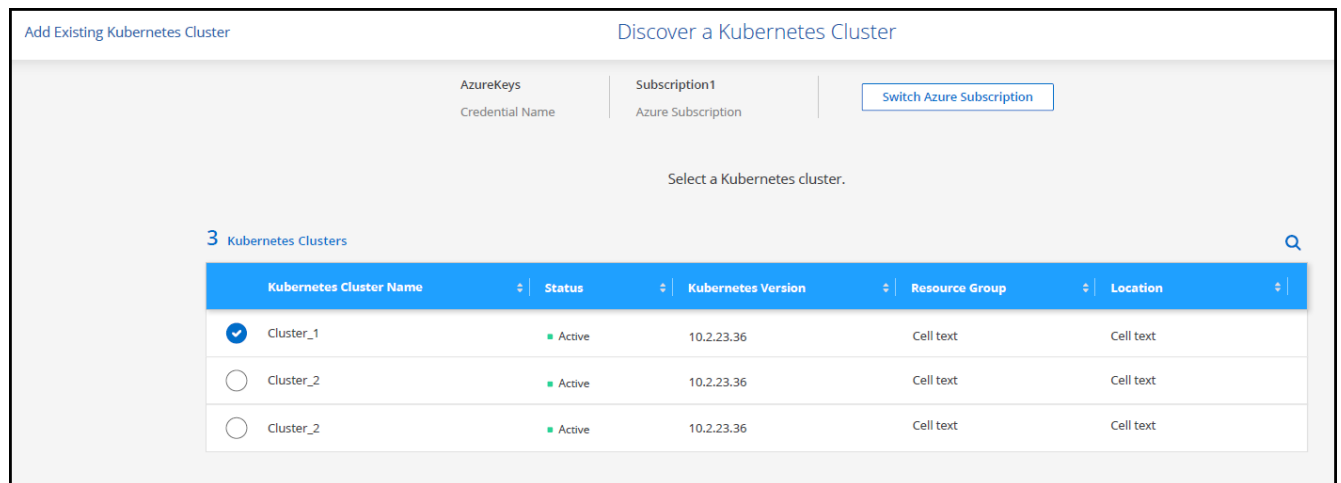 Add Existing Kubernetes Cluster
Discover a Kubernetes Cluster
AzureKeys
Credential Name
Subscription1
Azure Subscription
Switch Azure Subscription
Select a Kubernetes cluster.
3 Kubernetes Clusters
Kubernetes Cluster Name Status Kubernetes Version Resource Group Location
Cluster_1 Active 10.2.23.36 Cell text Cell text
Cluster_2 Active 10.2.23.36 Cell text Cell text
Cluster_2 Active 10.2.23.36 Cell text Cell text